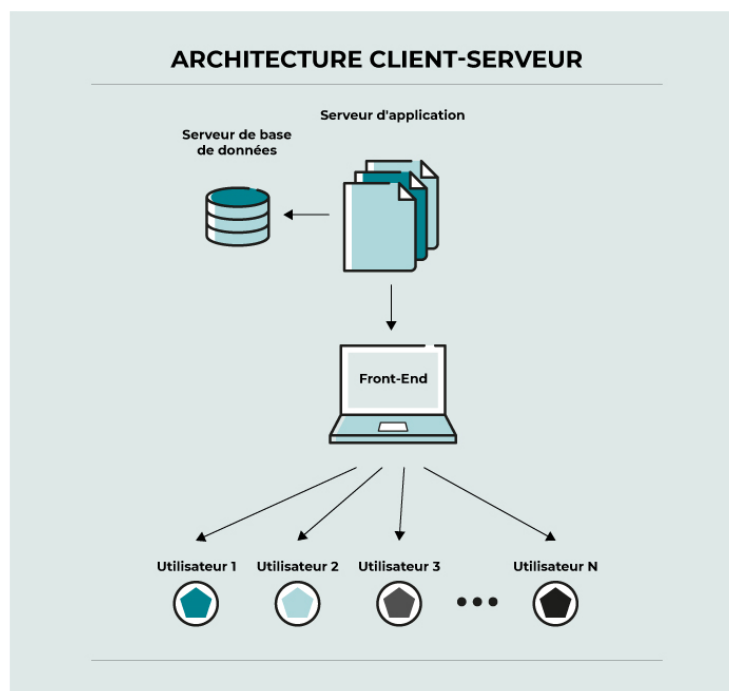 ARCHITECTURE CLIENT-SERVEUR
Serveur d'application
Serveur de base
de données
Front-End
Utilisateur 1
Utilisateur 2
Utilisateur 3
Utilisateur N